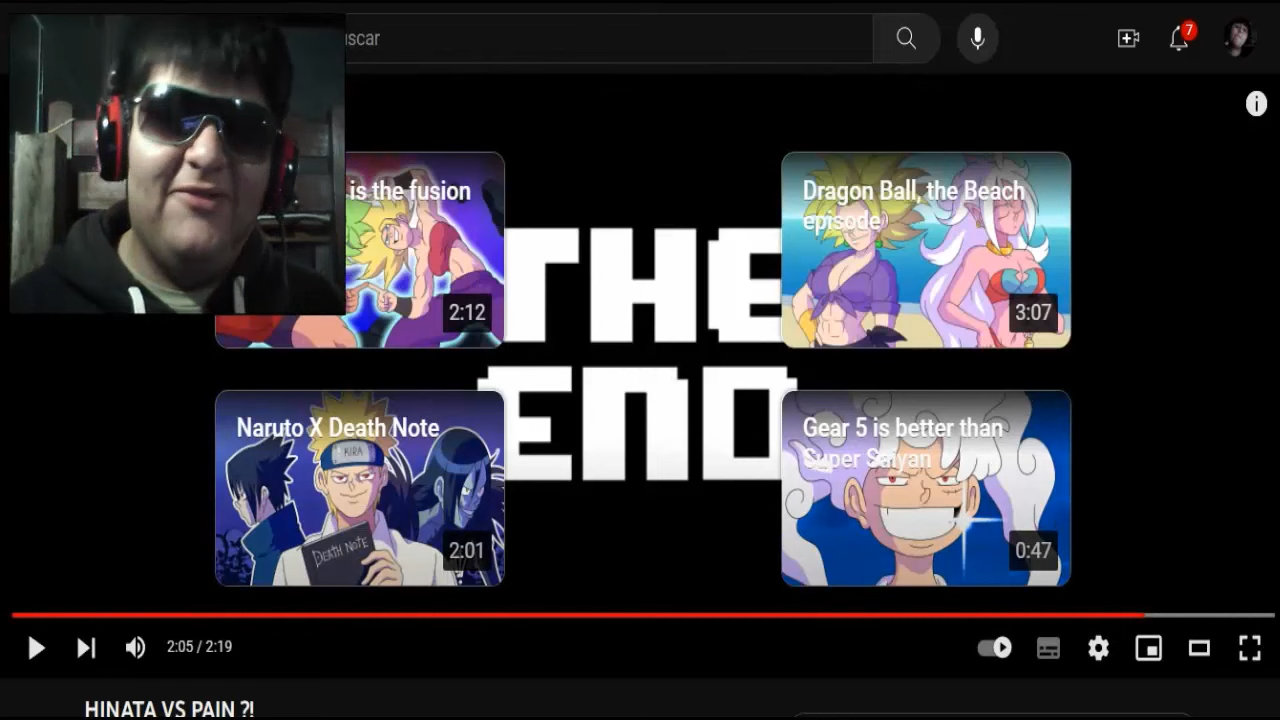 uscar
7
is the fusion
2:12
Dragon Ball, the Beach
episode
3:07
THE
END
Naruto X Death Note
KIRA
DEATH NOTE
2:01
Gear 5 is better than
Super Saiyan
0:47
2:05 / 2:19
HINATA VS PAIN ?!